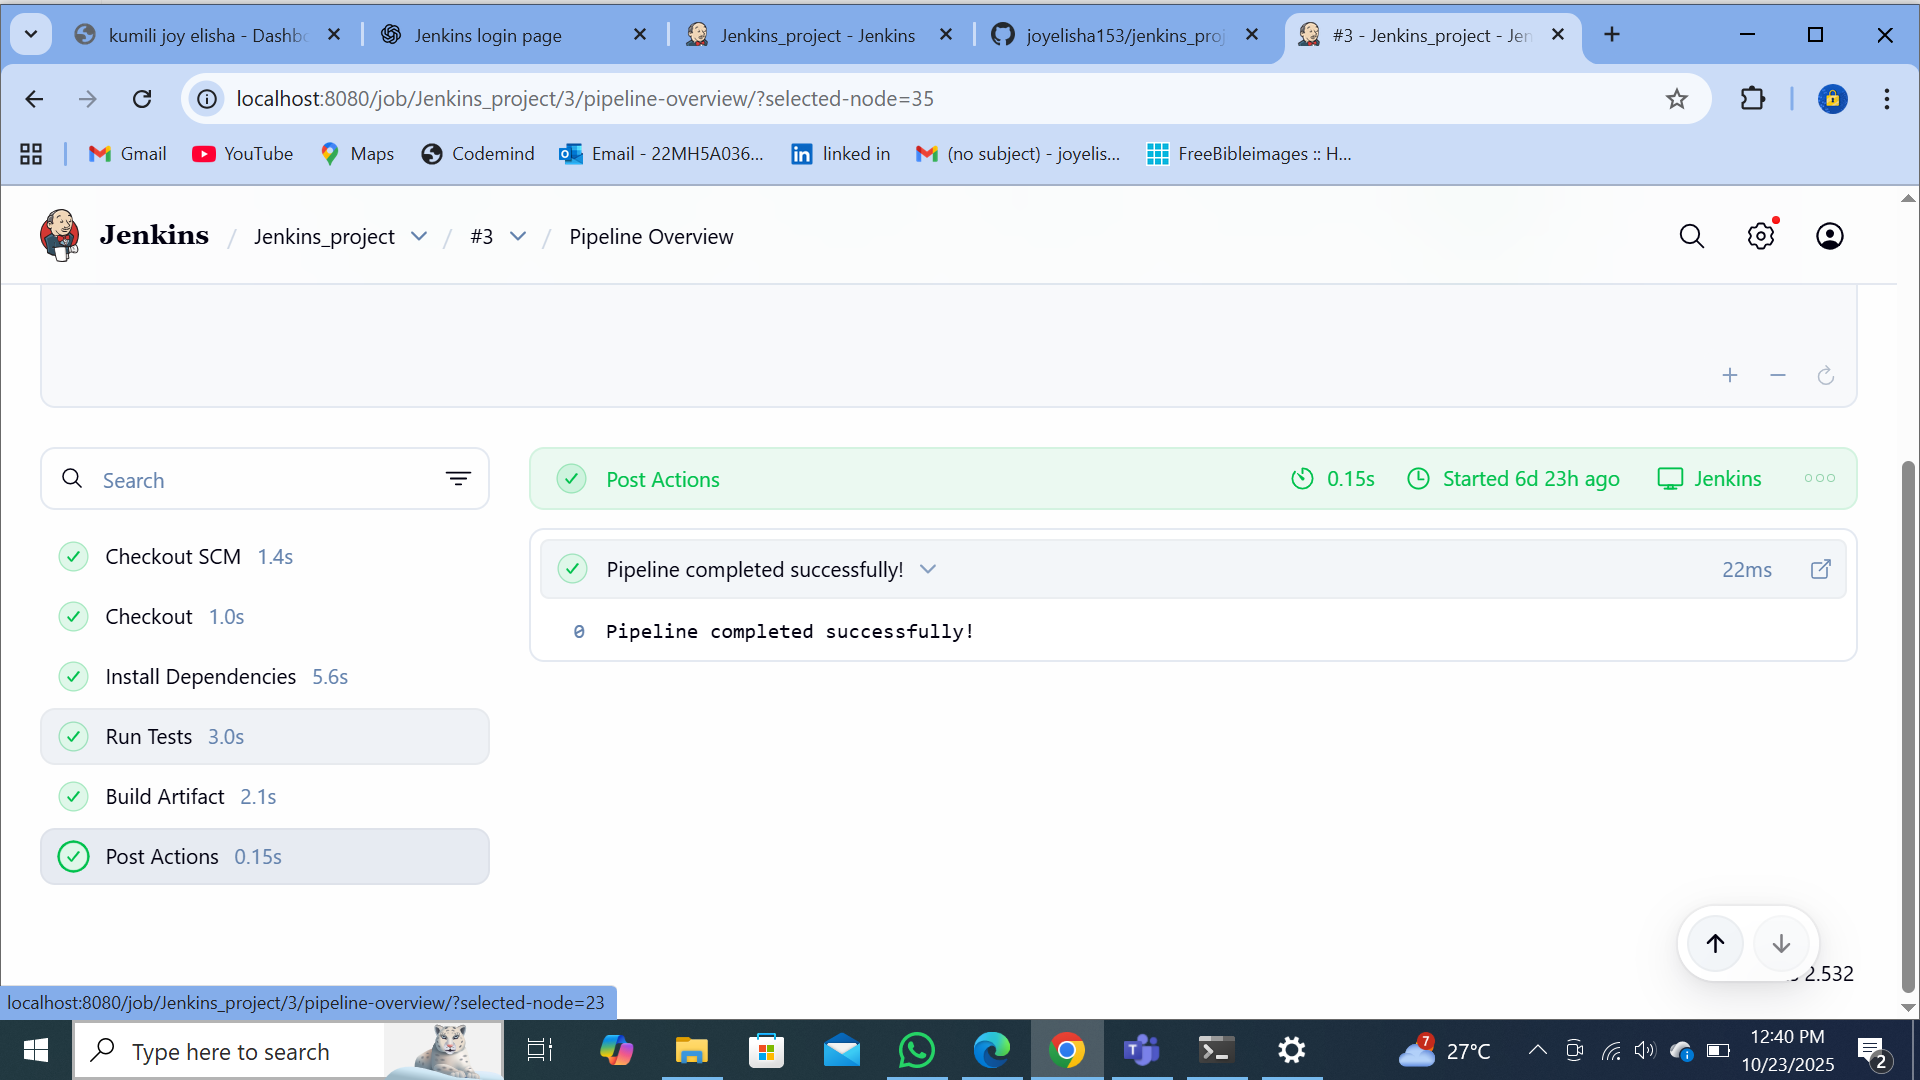 kumili joy elisha - Dashbo
Jenkins login page
Jenkins_project - Jenkins
joyelisha153/jenkins_proj
#3 - Jenkins_project - Jen
localhost:8080/job/Jenkins_project/3/pipeline-overview/?selected-node=35
Gmail
YouTube
Maps
Codemind
Email - 22MH5A036...
linked in
(no subject) - joyelis...
FreeBibleimages :: H...
Jenkins / Jenkins_project / #3 / Pipeline Overview
Search
Checkout SCM 1.4s
Checkout 1.0s
Install Dependencies 5.6s
Run Tests 3.0s
Build Artifact 2.1s
Post Actions 0.15s
Post Actions 0.15s Started 6d 23h ago Jenkins
Pipeline completed successfully! 22ms
0 Pipeline completed successfully!
2.532
localhost:8080/job/Jenkins_project/3/pipeline-overview/?selected-node=23
Type here to search
7
27°C
12:40 PM
10/23/2025
2